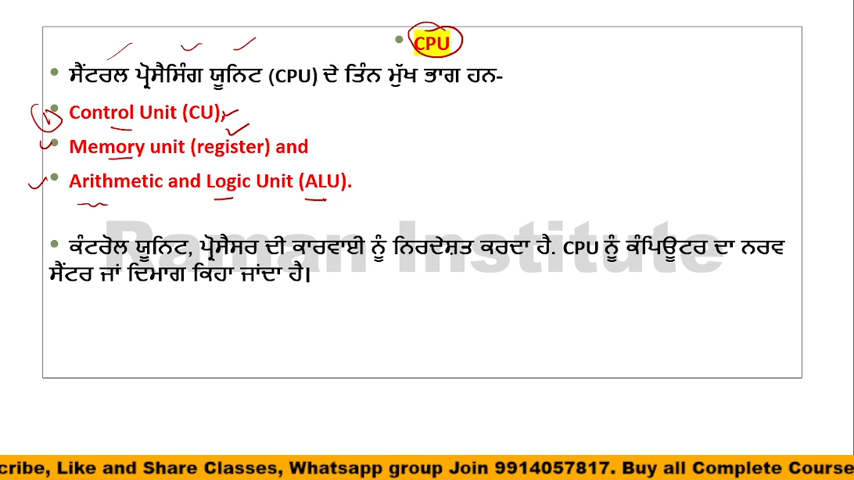 CPU
ਸੈਂਟਰਲ ਪ੍ਰੋਸੈਸਿੰਗ ਯੂਨਿਟ (CPU) ਦੇ ਤਿੰਨ ਮੁੱਖ ਭਾਗ ਹਨ-
Control Unit (CU),
Memory unit (register) and
Arithmetic and Logic Unit (ALU).
Raman Institute
ਕੰਟਰੋਲ ਯੂਨਿਟ, ਪ੍ਰੋਸੈਸਰ ਦੀ ਕਾਰਵਾਈ ਨੂੰ ਨਿਰਦੇਸ਼ਤ ਕਰਦਾ ਹੈ. CPU ਨੂੰ ਕੰਪਿਊਟਰ ਦਾ ਨਰਵ
ਸੈਂਟਰ ਜਾਂ ਦਿਮਾਗ ਕਿਹਾ ਜਾਂਦਾ ਹੈ।
cribe, Like and Share Classes, Whatsapp group Join 9914057817. Buy all Complete Course